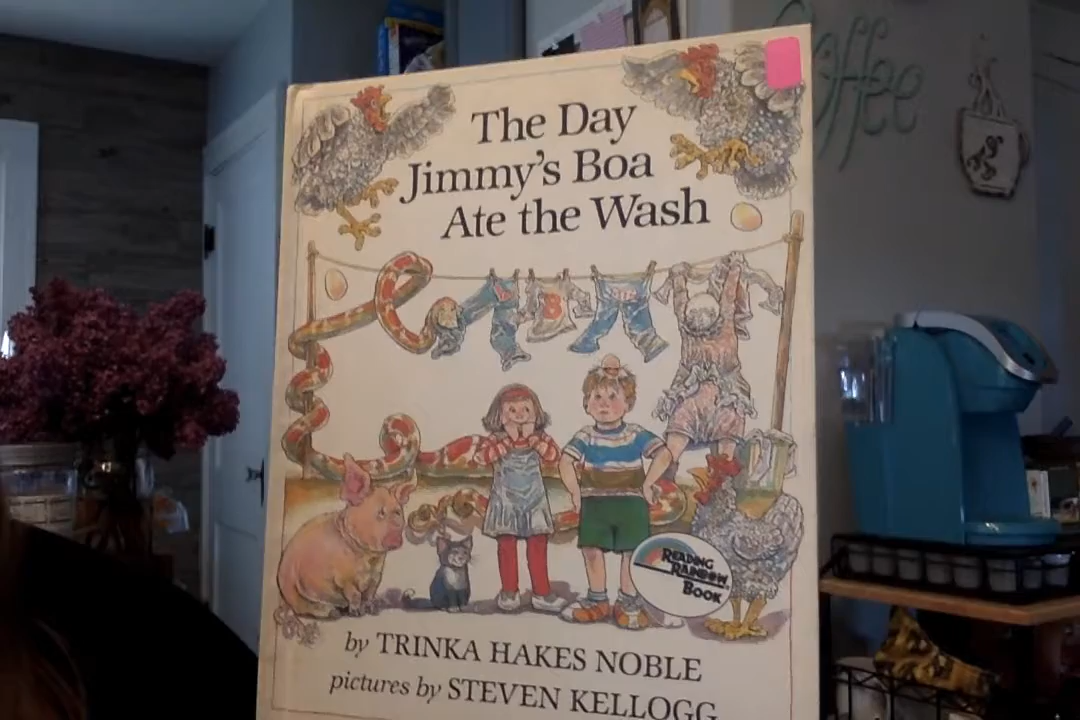 The Day
Jimmy's Boa
Ate the Wash
READING
RAINBOW
BOOK
by TRINKA HAKES NOBLE
pictures by STEVEN KELLOGG
Coffee